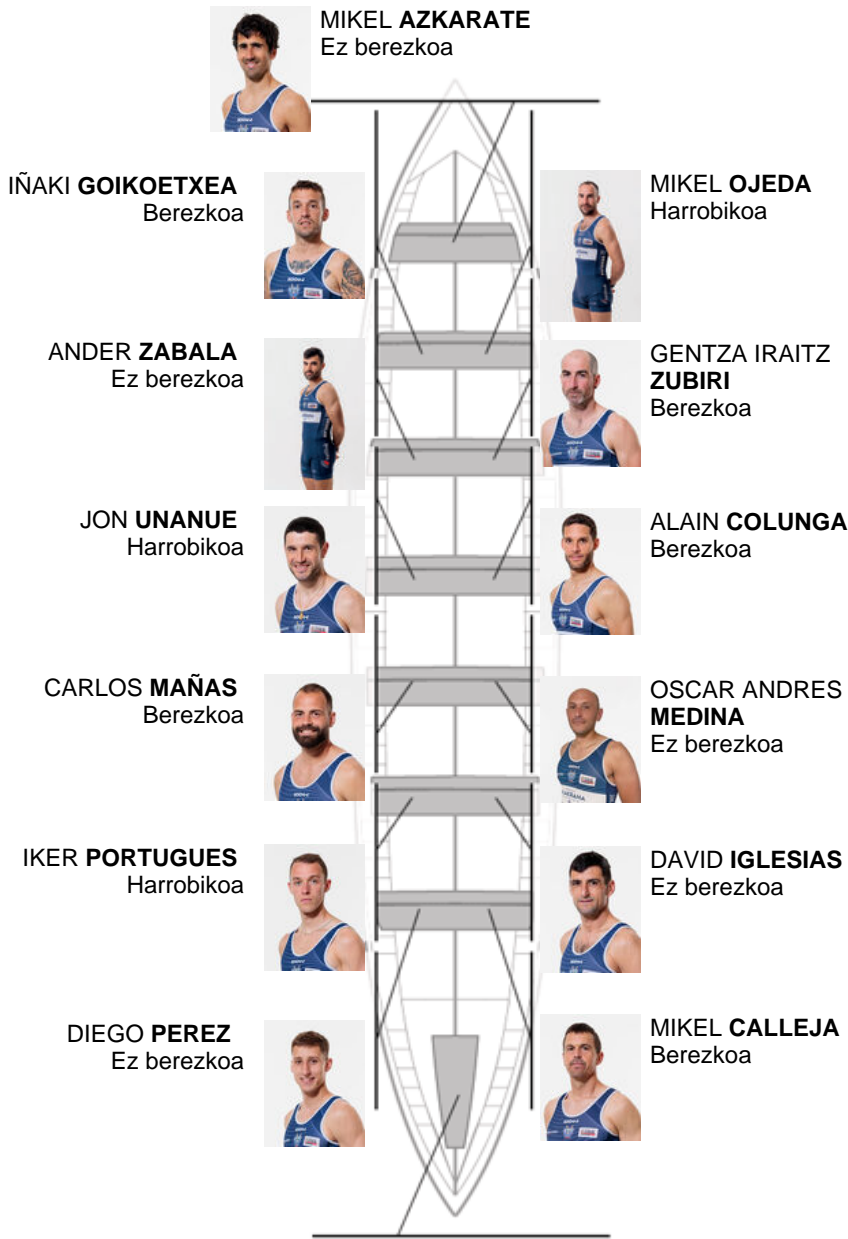 MIKEL AZKARATE
Ez berezkoa
IÑAKI GOIKOETXEA
Berezkoa
MIKEL OJEDA
Harrobikoa
ANDER ZABALA
Ez berezkoa
GENTZA IRAITZ
ZUBIRI
Berezkoa
JON UNANUE
Harrobikoa
ALAIN COLUNGA
Berezkoa
CARLOS MAÑAS
Berezkoa
OSCAR ANDRES
MEDINA
Ez berezkoa
IKER PORTUGUES
Harrobikoa
DAVID IGLESIAS
Ez berezkoa
DIEGO PEREZ
Ez berezkoa
MIKEL CALLEJA
Berezkoa